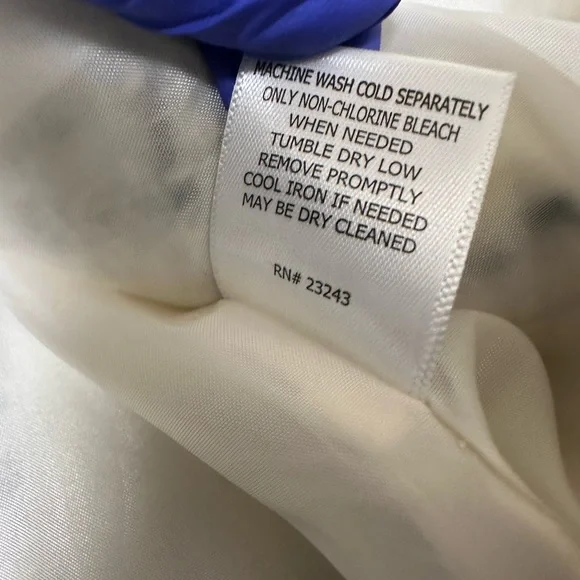 MACHINE WASH COLD SEPARATELY
ONLY NON-CHLORINE BLEACH
WHEN NEEDED
TUMBLE DRY LOW
REMOVE PROMPTLY
COOL IRON IF NEEDED
MAY BE DRY CLEANED
RN# 23243